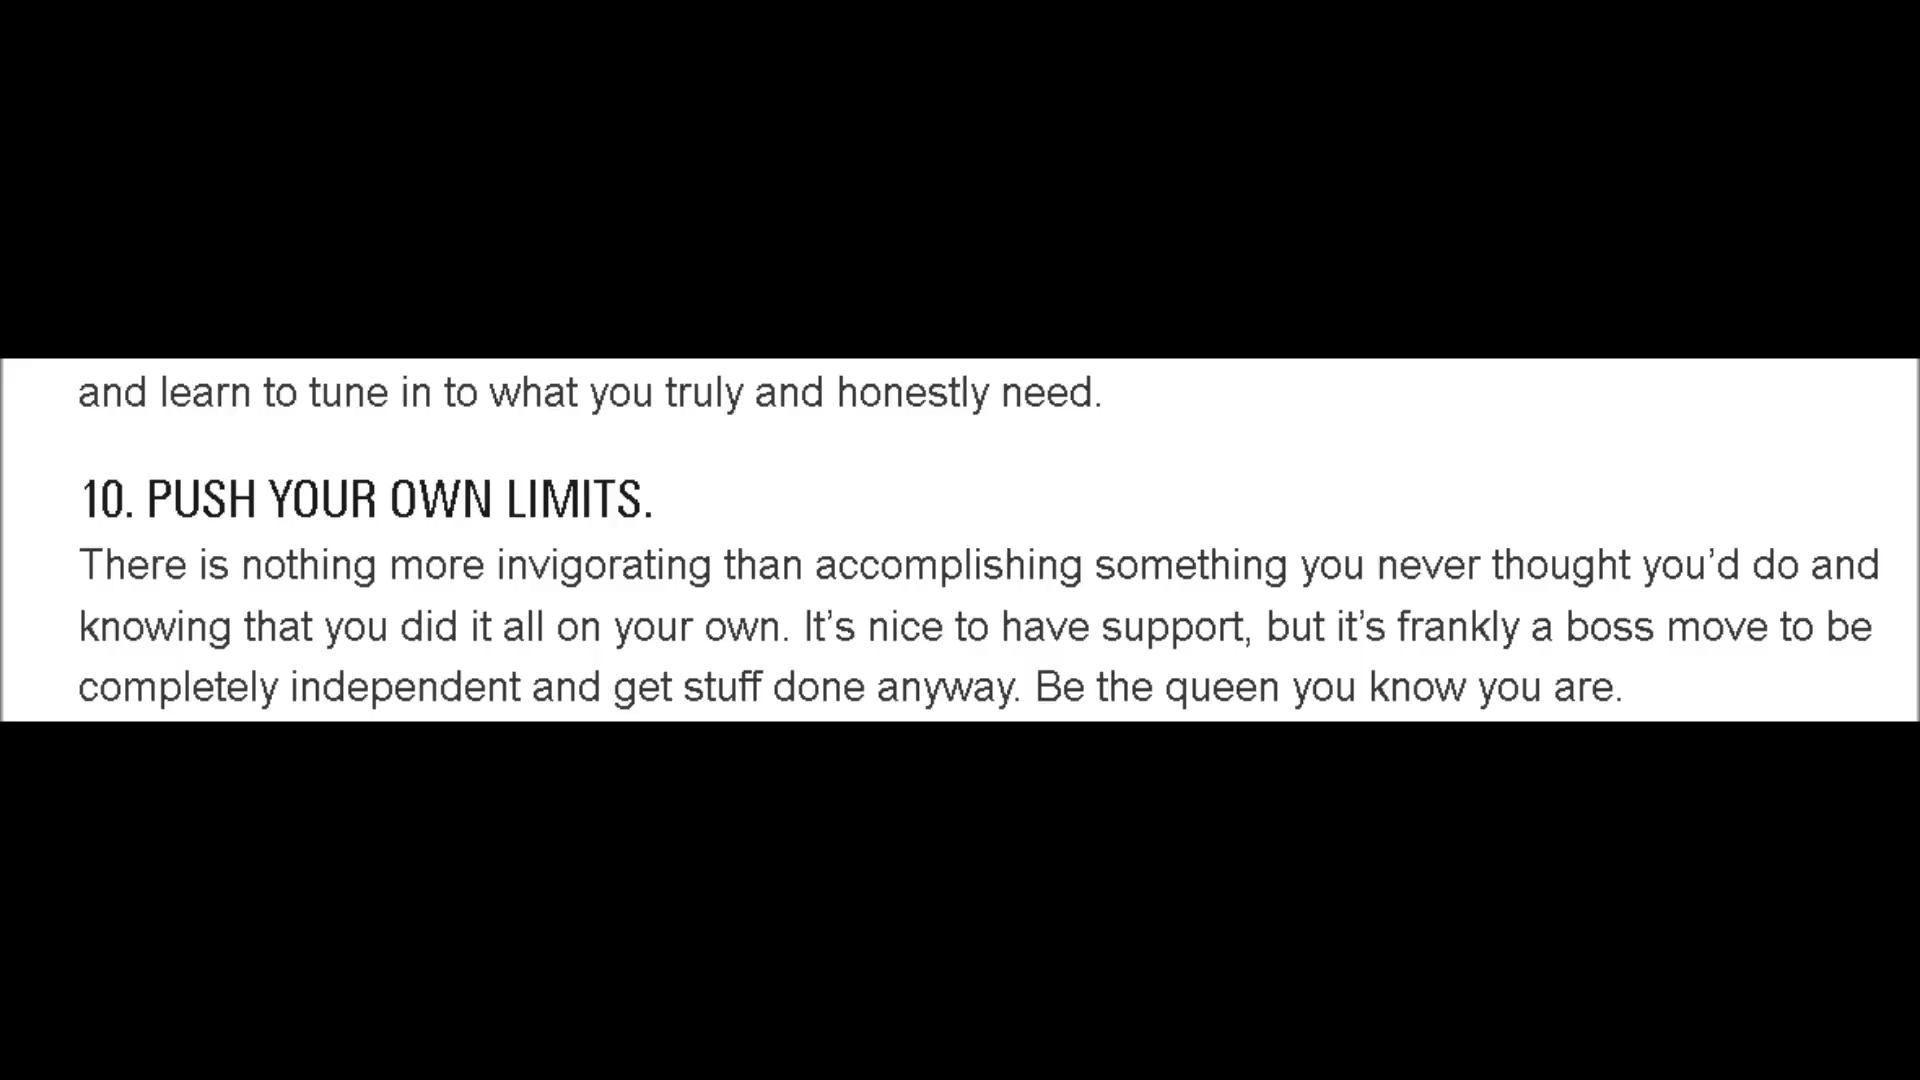 and learn to tune in to what you truly and honestly need.
10. PUSH YOUR OWN LIMITS.
There is nothing more invigorating than accomplishing something you never thought you’d do and
knowing that you did it all on your own. It’s nice to have support, but it’s frankly a boss move to be
completely independent and get stuff done anyway. Be the queen you know you are.